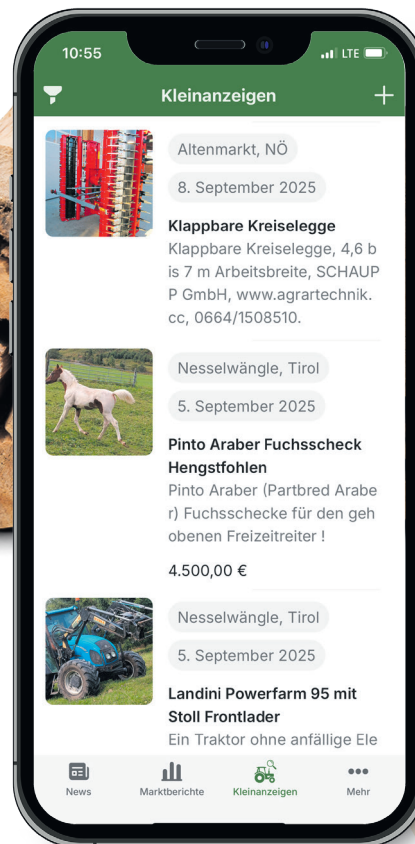 10:55
LTE
Kleinanzeigen
Altenmarkt, NÖ
8. September 2025
Klappbare Kreiselegge
Klappbare Kreiselegge, 4,6 b
is 7 m Arbeitsbreite, SCHAUP
P GmbH, www.agrartechnik.
cc, 0664/1508510.
Nesselwängle, Tirol
5. September 2025
Pinto Araber Fuchsscheck
Hengstfohlen
Pinto Araber (Partbred Arabe
r) Fuchsschecke für den geh
obenen Freizeitreiter !
4.500,00 €
Nesselwängle, Tirol
5. September 2025
Landini Powerfarm 95 mit
Stoll Frontlader
Ein Traktor ohne anfällige Ele
News
Marktberichte
Kleinanzeigen
Mehr